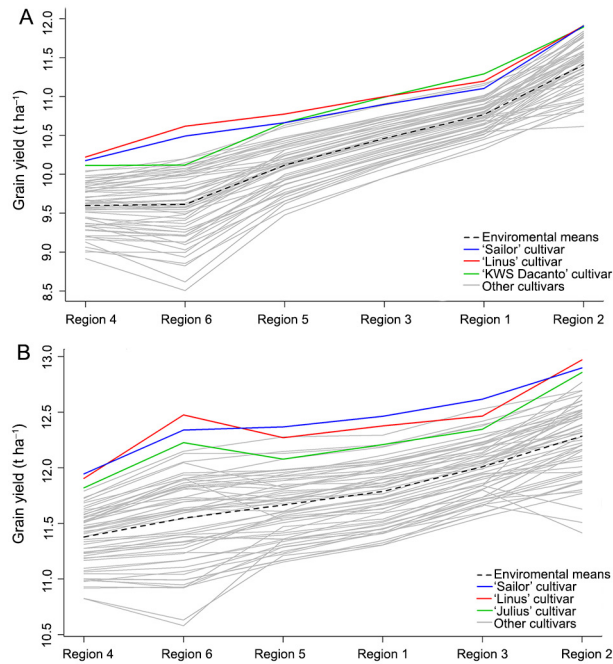 A
Grain yield (t ha⁻¹)
12.0
11.5
11.0
10.5
10.0
9.5
9.0
8.5
Enviromental means
'Sailor' cultivar
'Linus' cultivar
'KWS Dacanto' cultivar
Other cultivars
Region 4 Region 6 Region 5 Region 3 Region 1 Region 2
B
Grain yield (t ha⁻¹)
13.0
12.5
12.0
11.5
11.0
10.5
Enviromental means
'Sailor' cultivar
'Linus' cultivar
'Julius' cultivar
Other cultivars
Region 4 Region 6 Region 5 Region 1 Region 3 Region 2